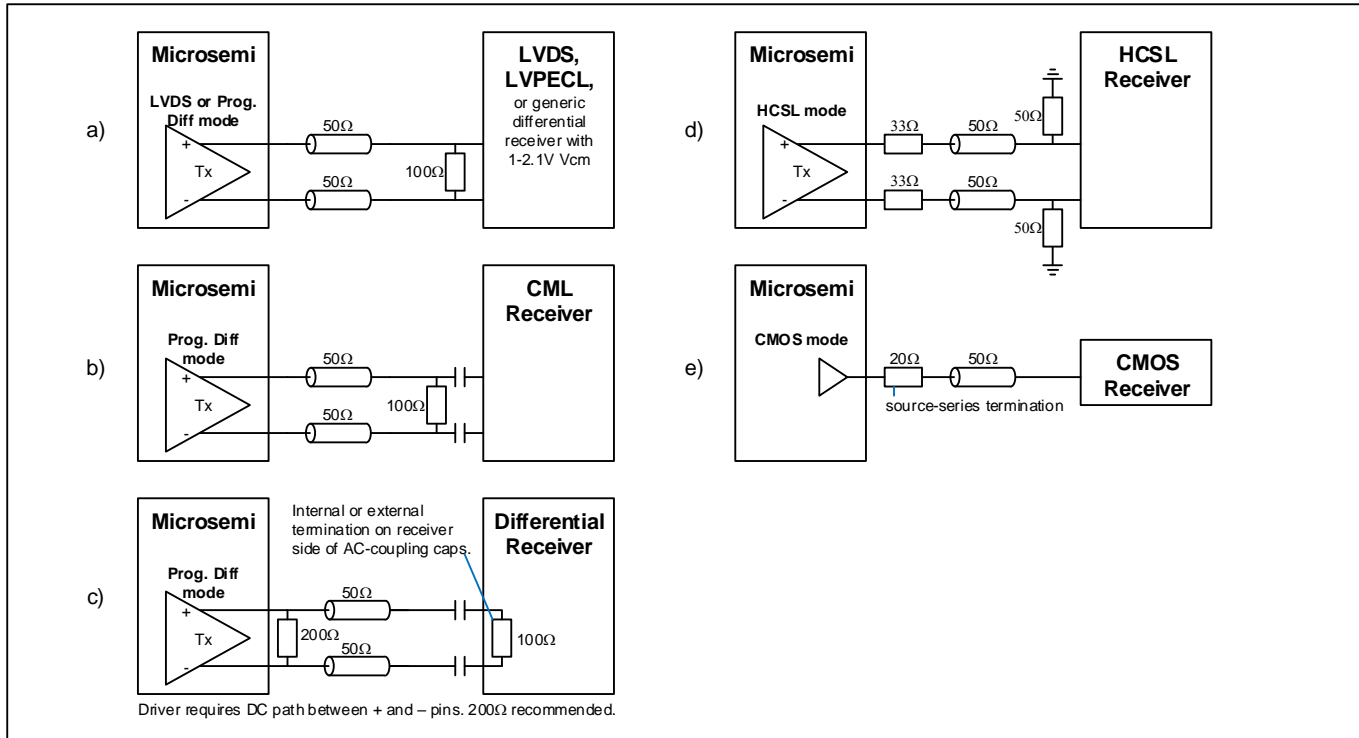 a)
Microsemi
LVDS or Prog.
Diff mode
+
Tx
-
50Ω
50Ω
100Ω
LVDS,
LVPECL,
or generic
differential
receiver with
1-2.1V Vcm
b)
Microsemi
Prog. Diff
mode
+
Tx
-
50Ω
50Ω
100Ω
CML
Receiver
c)
Microsemi
Prog. Diff
mode
+
Tx
-
200Ω
50Ω
50Ω
Internal or external
termination on receiver
side of AC-coupling caps.
Differential
Receiver
100Ω
Driver requires DC path between + and – pins. 200Ω recommended.
d)
Microsemi
HCSL mode
+
Tx
-
33Ω
50Ω
50Ω
33Ω
50Ω
50Ω
HCSL
Receiver
e)
Microsemi
CMOS mode
20Ω
50Ω
source-series termination
CMOS
Receiver